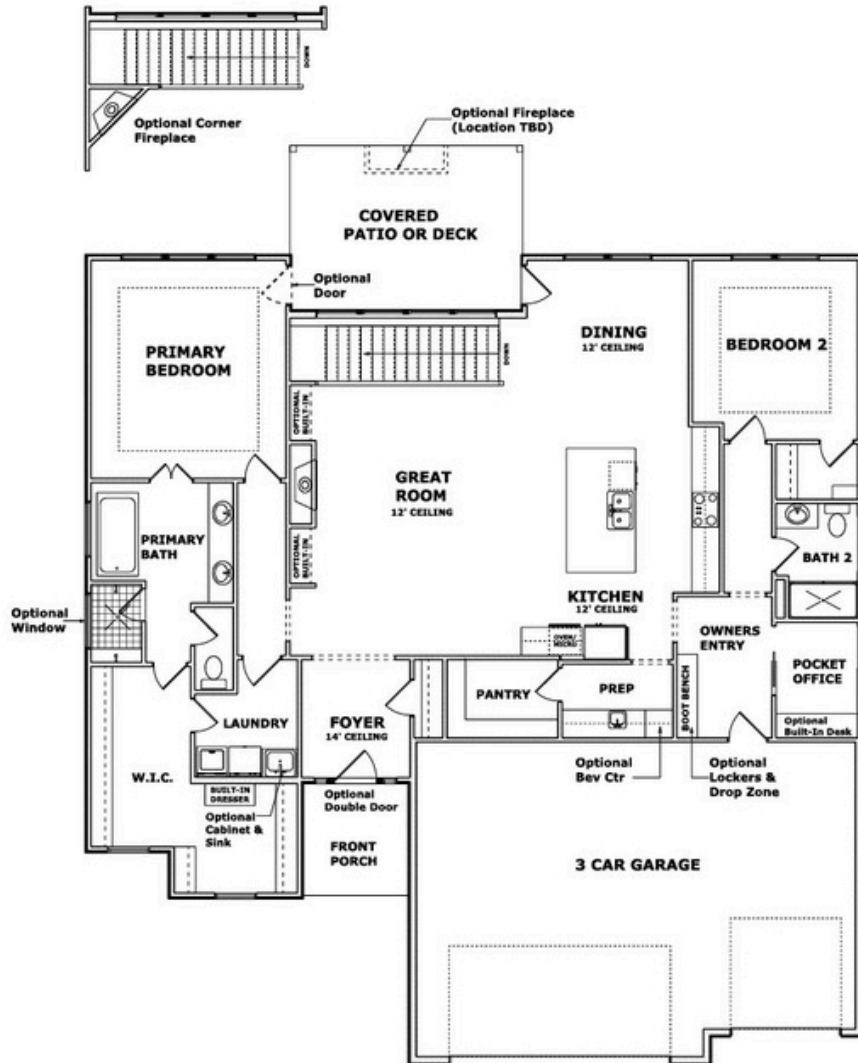 DOWN
Optional Corner
Fireplace
Optional Fireplace
(Location TBD)
COVERED
PATIO OR DECK
Optional
Door
PRIMARY
BEDROOM
DINING
12' CEILING
BEDROOM 2
DOWN
OPTIONAL
BUILT-IN
GREAT
ROOM
12' CEILING
PRIMARY
BATH
OPTIONAL
BUILT-IN
BATH 2
Optional
Window
KITCHEN
12' CEILING
OVEN/
MICRO
OWNERS
ENTRY
POCKET
OFFICE
PANTRY
PREP
BOOT BENCH
LAUNDRY
FOYER
14' CEILING
Optional
Built-In Desk
W.I.C.
BUILT-IN
DRESSER
Optional
Cabinet &
Sink
Optional
Double Door
FRONT
PORCH
Optional
Bev Ctr
Optional
Lockers &
Drop Zone
3 CAR GARAGE